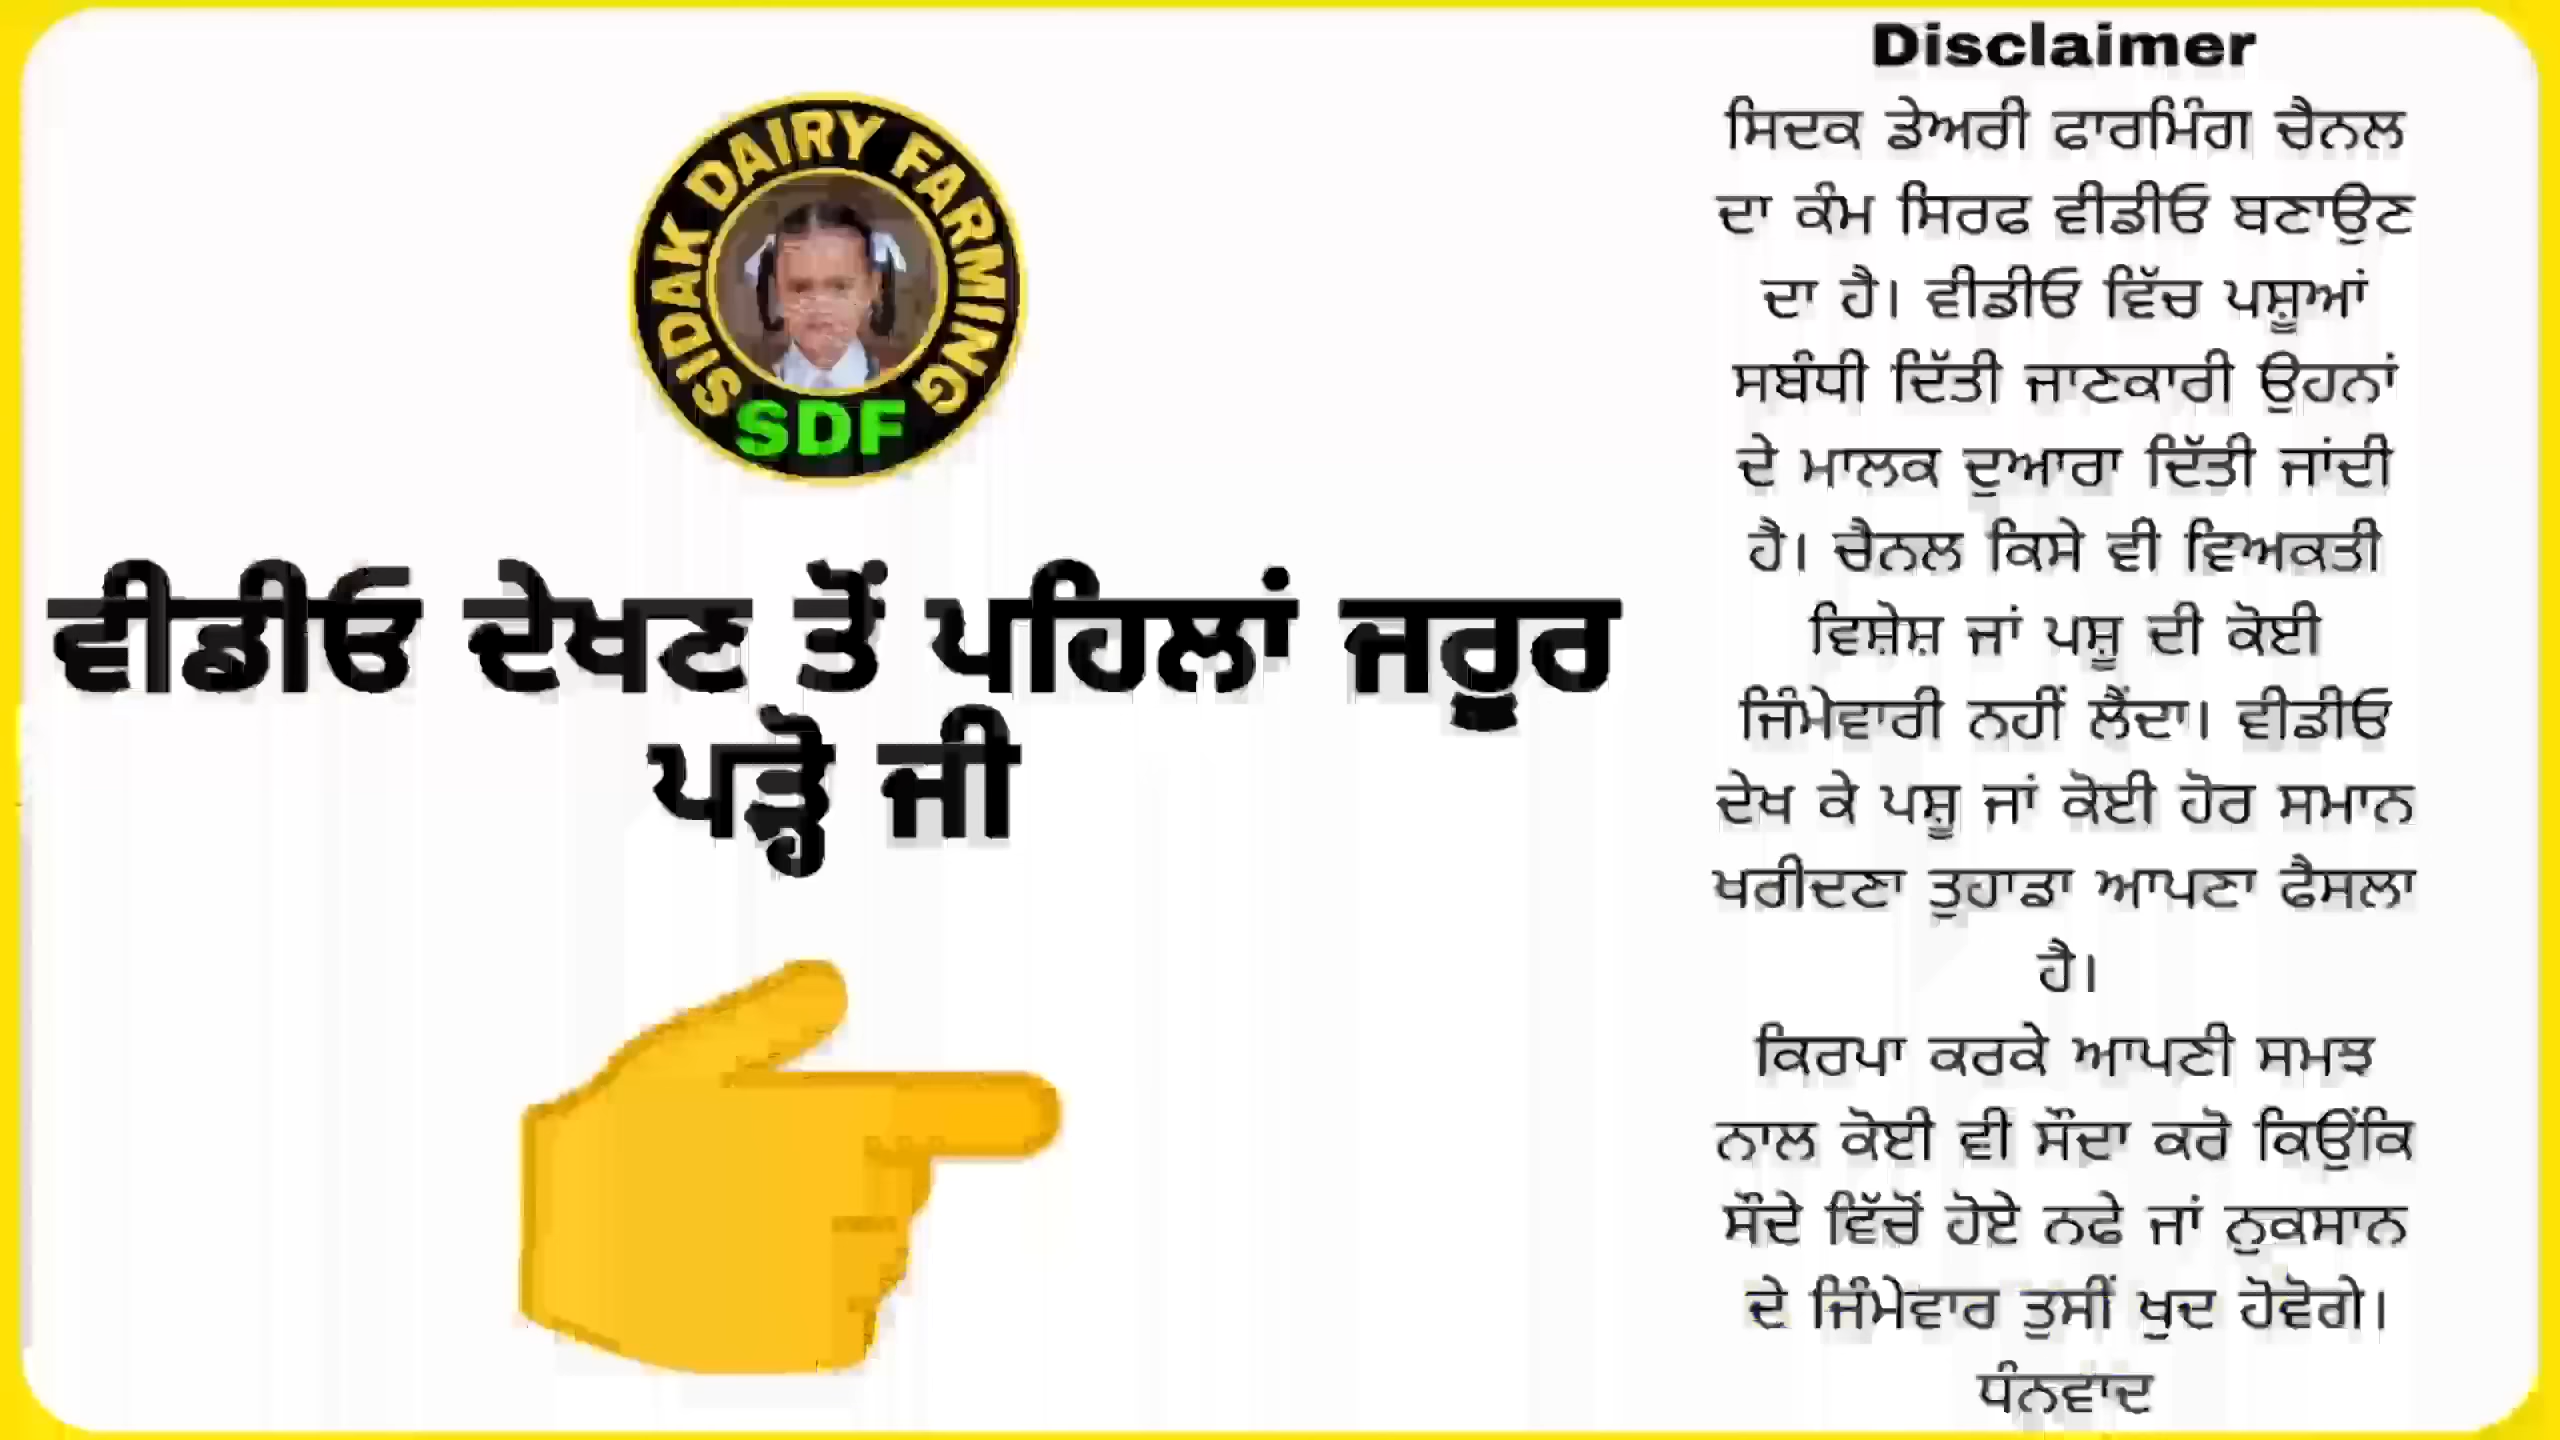 SIDAK DAIRY FARMING
SDF
ਵੀਡੀਓ ਦੇਖਣ ਤੋਂ ਪਹਿਲਾਂ ਜਰੂਰ
ਪੜ੍ਹੋ ਜੀ
Disclaimer
ਸਿਦਕ ਡੇਅਰੀ ਫਾਰਮਿੰਗ ਚੈਨਲ
ਦਾ ਕੰਮ ਸਿਰਫ ਵੀਡੀਓ ਬਣਾਉਣ
ਦਾ ਹੈ। ਵੀਡੀਓ ਵਿੱਚ ਪਸ਼ੂਆਂ
ਸਬੰਧੀ ਦਿੱਤੀ ਜਾਣਕਾਰੀ ਉਹਨਾਂ
ਦੇ ਮਾਲਕ ਦੁਆਰਾ ਦਿੱਤੀ ਜਾਂਦੀ
ਹੈ। ਚੈਨਲ ਕਿਸੇ ਵੀ ਵਿਅਕਤੀ
ਵਿਸ਼ੇਸ਼ ਜਾਂ ਪਸ਼ੂ ਦੀ ਕੋਈ
ਜਿੰਮੇਵਾਰੀ ਨਹੀਂ ਲੈਂਦਾ। ਵੀਡੀਓ
ਦੇਖ ਕੇ ਪਸ਼ੂ ਜਾਂ ਕੋਈ ਹੋਰ ਸਮਾਨ
ਖਰੀਦਣਾ ਤੁਹਾਡਾ ਆਪਣਾ ਫੈਸਲਾ
ਹੈ।
ਕਿਰਪਾ ਕਰਕੇ ਆਪਣੀ ਸਮਝ
ਨਾਲ ਕੋਈ ਵੀ ਸੌਦਾ ਕਰੋ ਕਿਉਂਕਿ
ਸੌਦੇ ਵਿੱਚੋਂ ਹੋਏ ਨਫੇ ਜਾਂ ਨੁਕਸਾਨ
ਦੇ ਜਿੰਮੇਵਾਰ ਤੁਸੀਂ ਖੁਦ ਹੋਵੋਗੇ।
ਧੰਨਵਾਦ